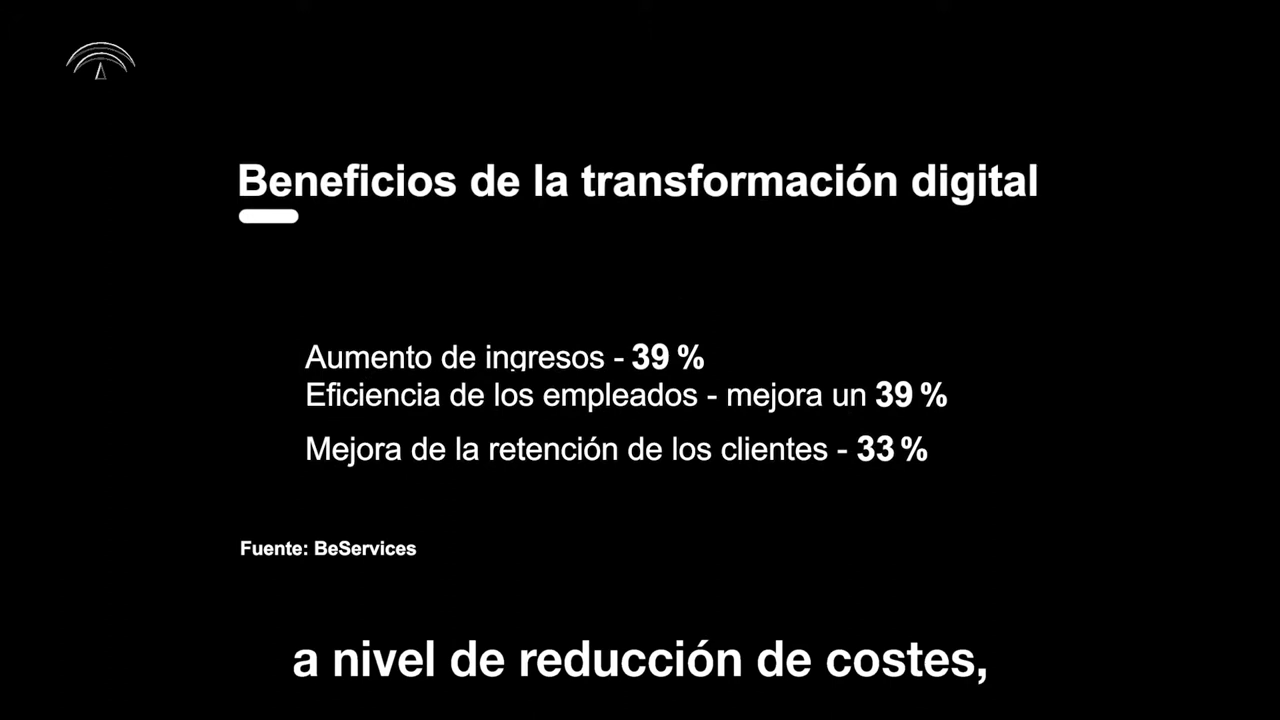 Beneficios de la transformación digital
Aumento de ingresos - 39 %
Eficiencia de los empleados - mejora un 39 %
Mejora de la retención de los clientes - 33 %
Fuente: BeServices
a nivel de reducción de costes,